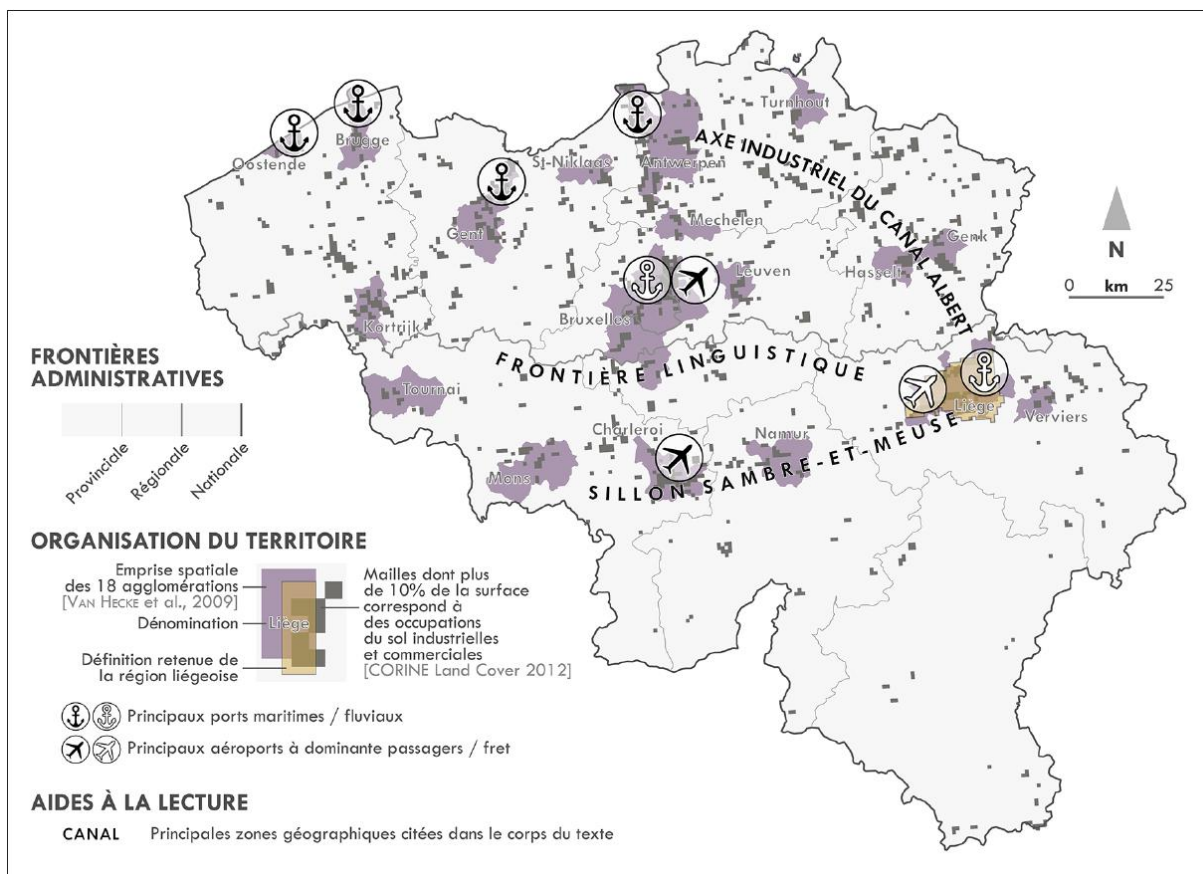 Oostende
Brugge
Gent
St-Niklaas
Antwerpen
Turnhout
AXE INDUSTRIEL DU CANAL ALBERT
Mechelen
Genk
Hasselt
Leuven
Bruxelles
Kortrijk
N
0 km 25
FRONTIÈRE LINGUISTIQUE
Tournai
Liège
Verviers
Charleroi
Namur
Mons
SILLON SAMBRE-ET-MEUSE
FRONTIÈRES
ADMINISTRATIVES
Provinciale
Régionale
Nationale
ORGANISATION DU TERRITOIRE
Emprise spatiale
des 18 agglomérations
[VAN HECKE et al., 2009]
Dénomination
Définition retenue de
la région liégeoise
Liège
Mailles dont plus
de 10% de la surface
correspond à
des occupations
du sol industrielles
et commerciales
[CORINE Land Cover 2012]
Principaux ports maritimes / fluviaux
Principaux aéroports à dominante passagers / fret
AIDES À LA LECTURE
CANAL Principales zones géographiques citées dans le corps du texte